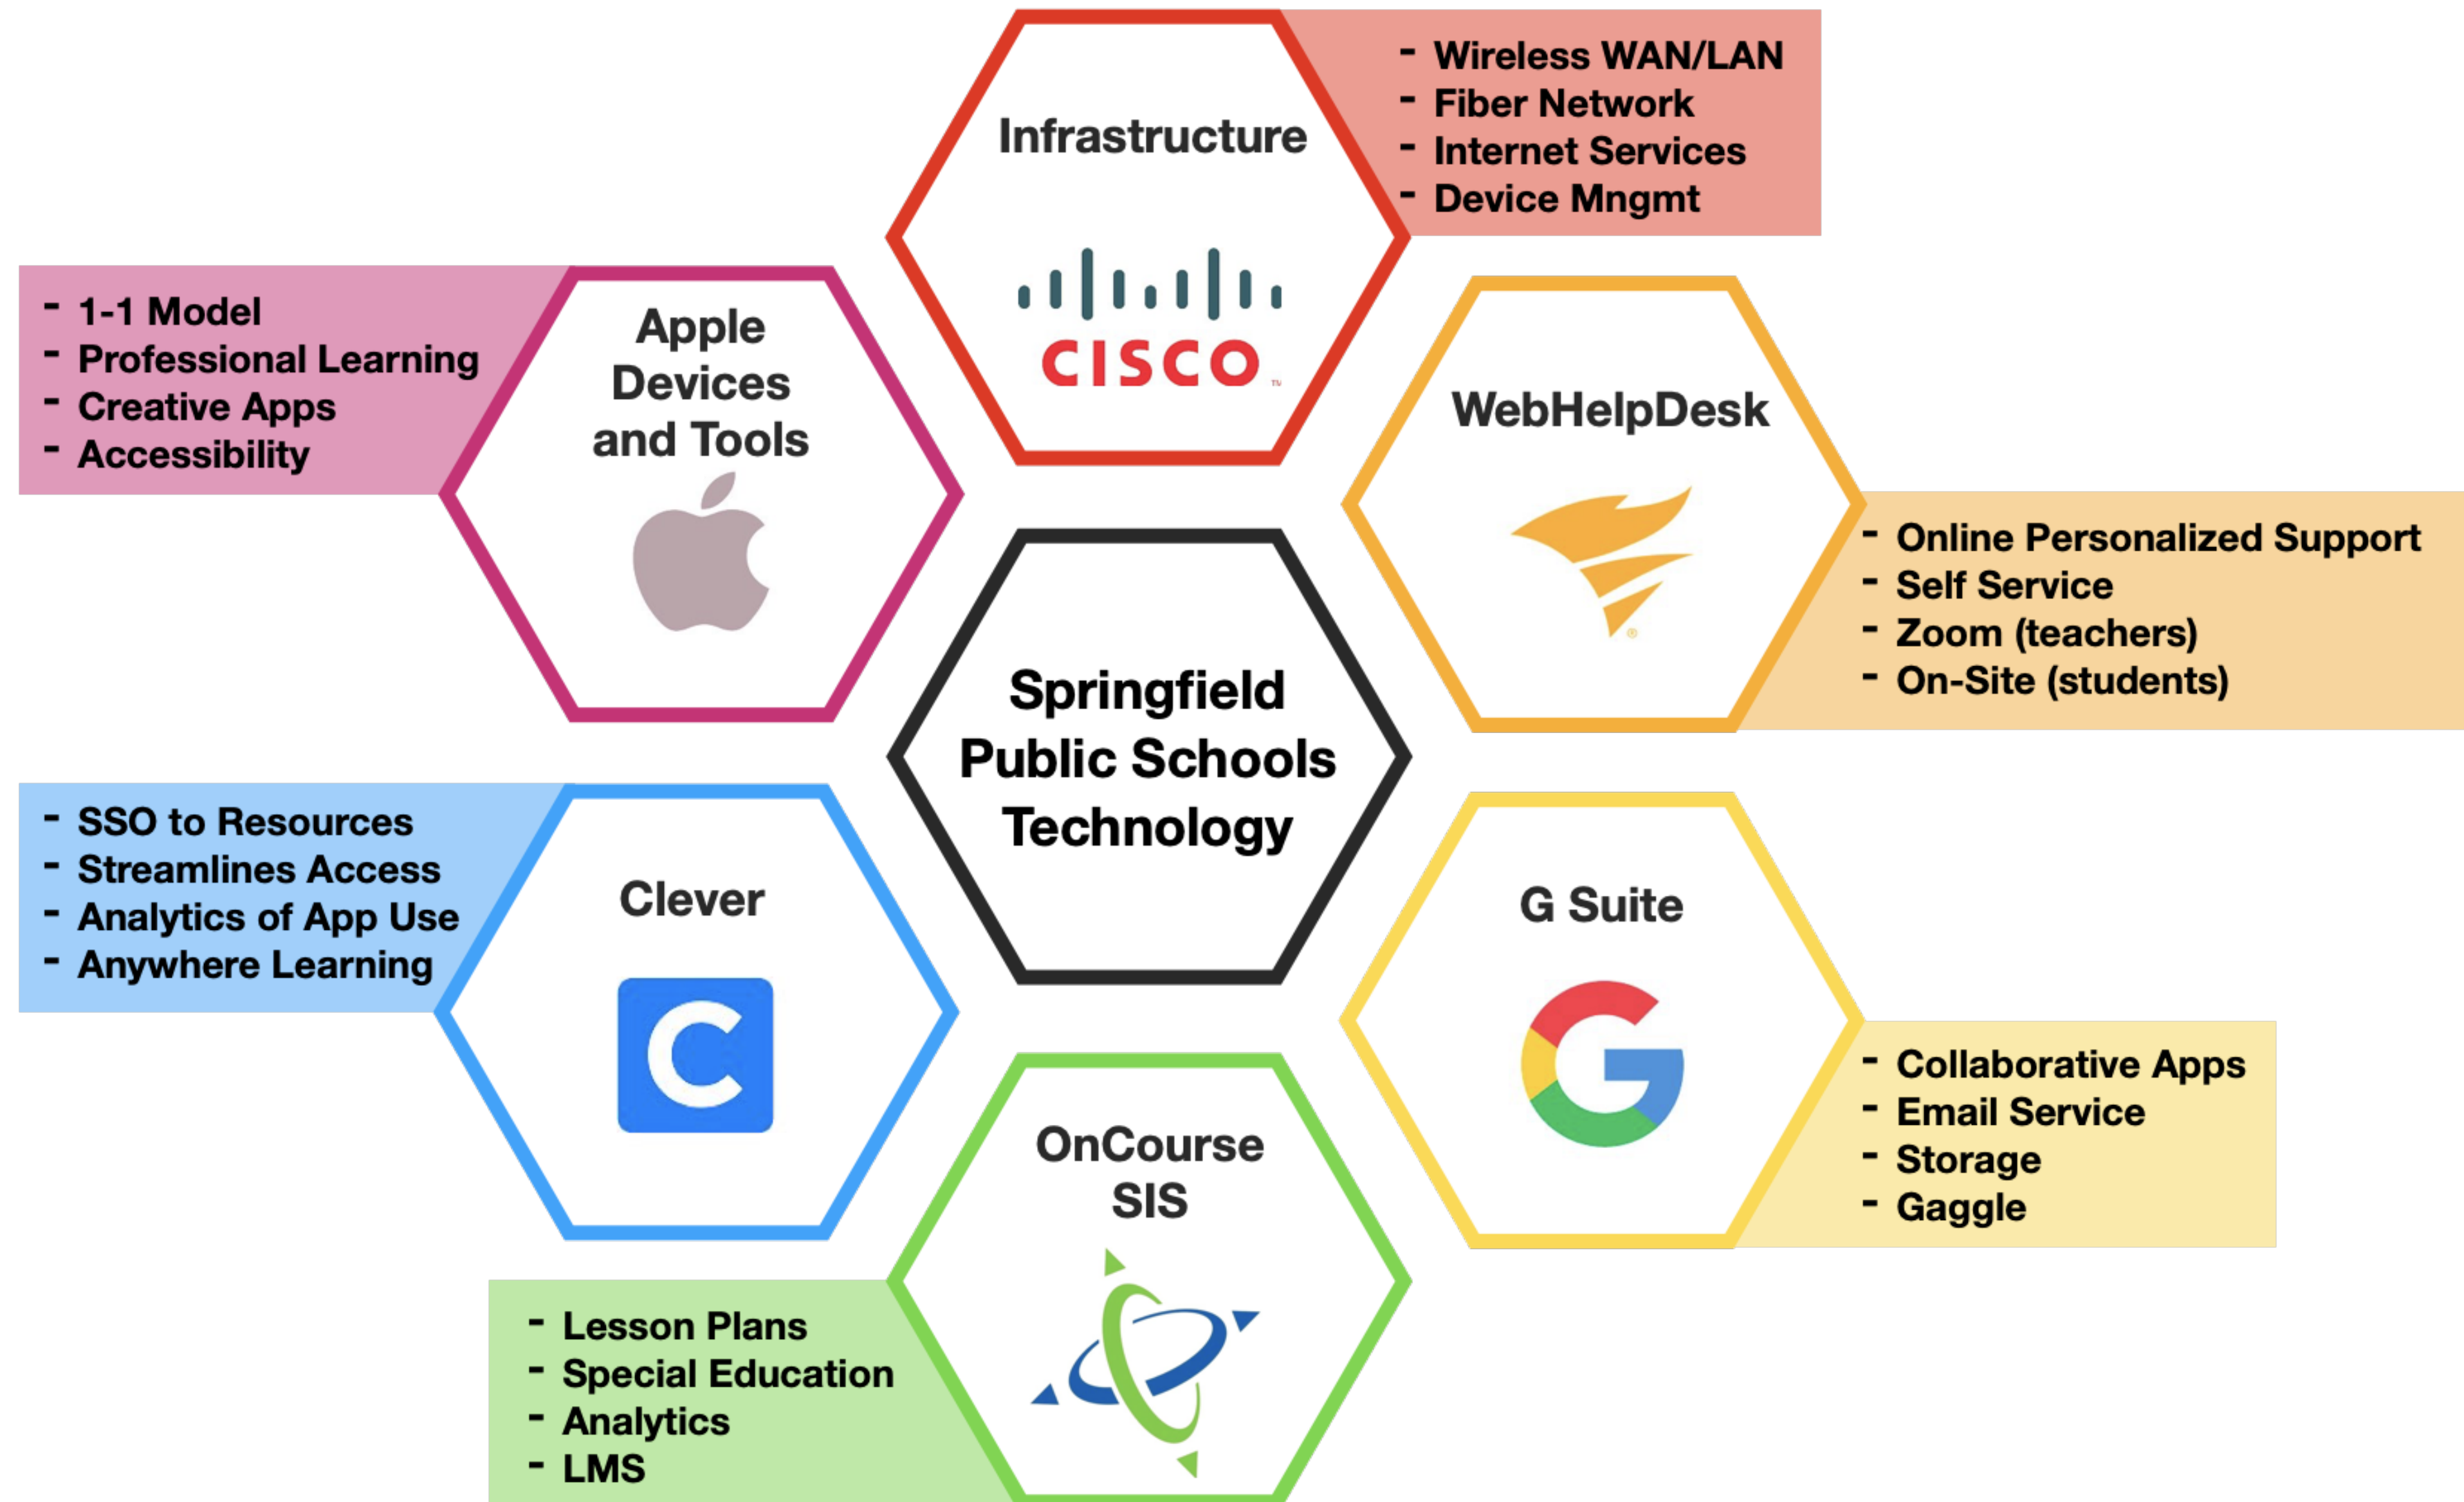 Infrastructure
CISCO
TM
- Wireless WAN/LAN
- Fiber Network
- Internet Services
- Device Mngmt
- 1-1 Model
- Professional Learning
- Creative Apps
- Accessibility
Apple
Devices
and Tools
WebHelpDesk
®
- Online Personalized Support
- Self Service
- Zoom (teachers)
- On-Site (students)
Springfield
Public Schools
Technology
- SSO to Resources
- Streamlines Access
- Analytics of App Use
- Anywhere Learning
Clever
C
G Suite
G
- Collaborative Apps
- Email Service
- Storage
- Gaggle
OnCourse
SIS
- Lesson Plans
- Special Education
- Analytics
- LMS